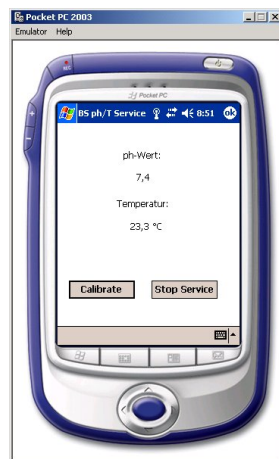 Pocket PC 2003
Emulator Help
Pocket PC
BS ph/T Service 8:51 ok
ph-Wert:
7,4
Temperatur:
23,3 °C
Calibrate Stop Service